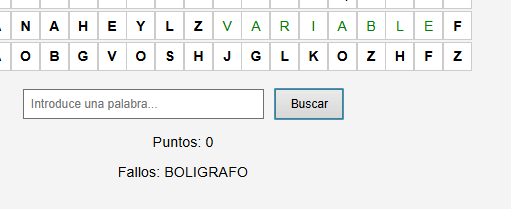 N A H E Y L Z V A R I A B L E F
O B G V O S H J G L K O Z H F Z
Introduce una palabra... Buscar
Puntos: 0
Fallos: BOLIGRAFO